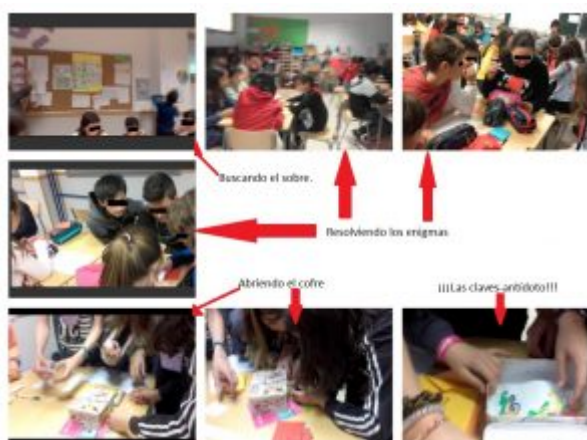 Buscando el sobre.
Resolviendo los enigmas
Abriendo el cofre
¡¡¡Las claves antídoto!!!